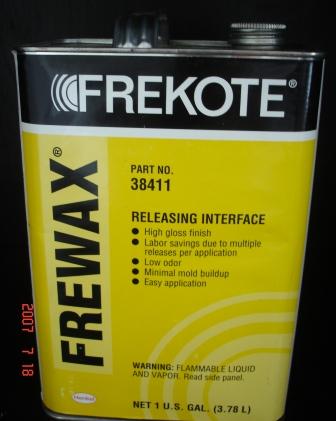 FREKOTE®
FREWAX®
PART NO.
38411
RELEASING INTERFACE
● High gloss finish
● Labor savings due to multiple
releases per application
● Low odor
● Minimal mold buildup
● Easy application
WARNING: FLAMMABLE LIQUID
AND VAPOR. Read side panel.
Henkel
NET 1 U.S. GAL. (3.78 L)
2007 7 18